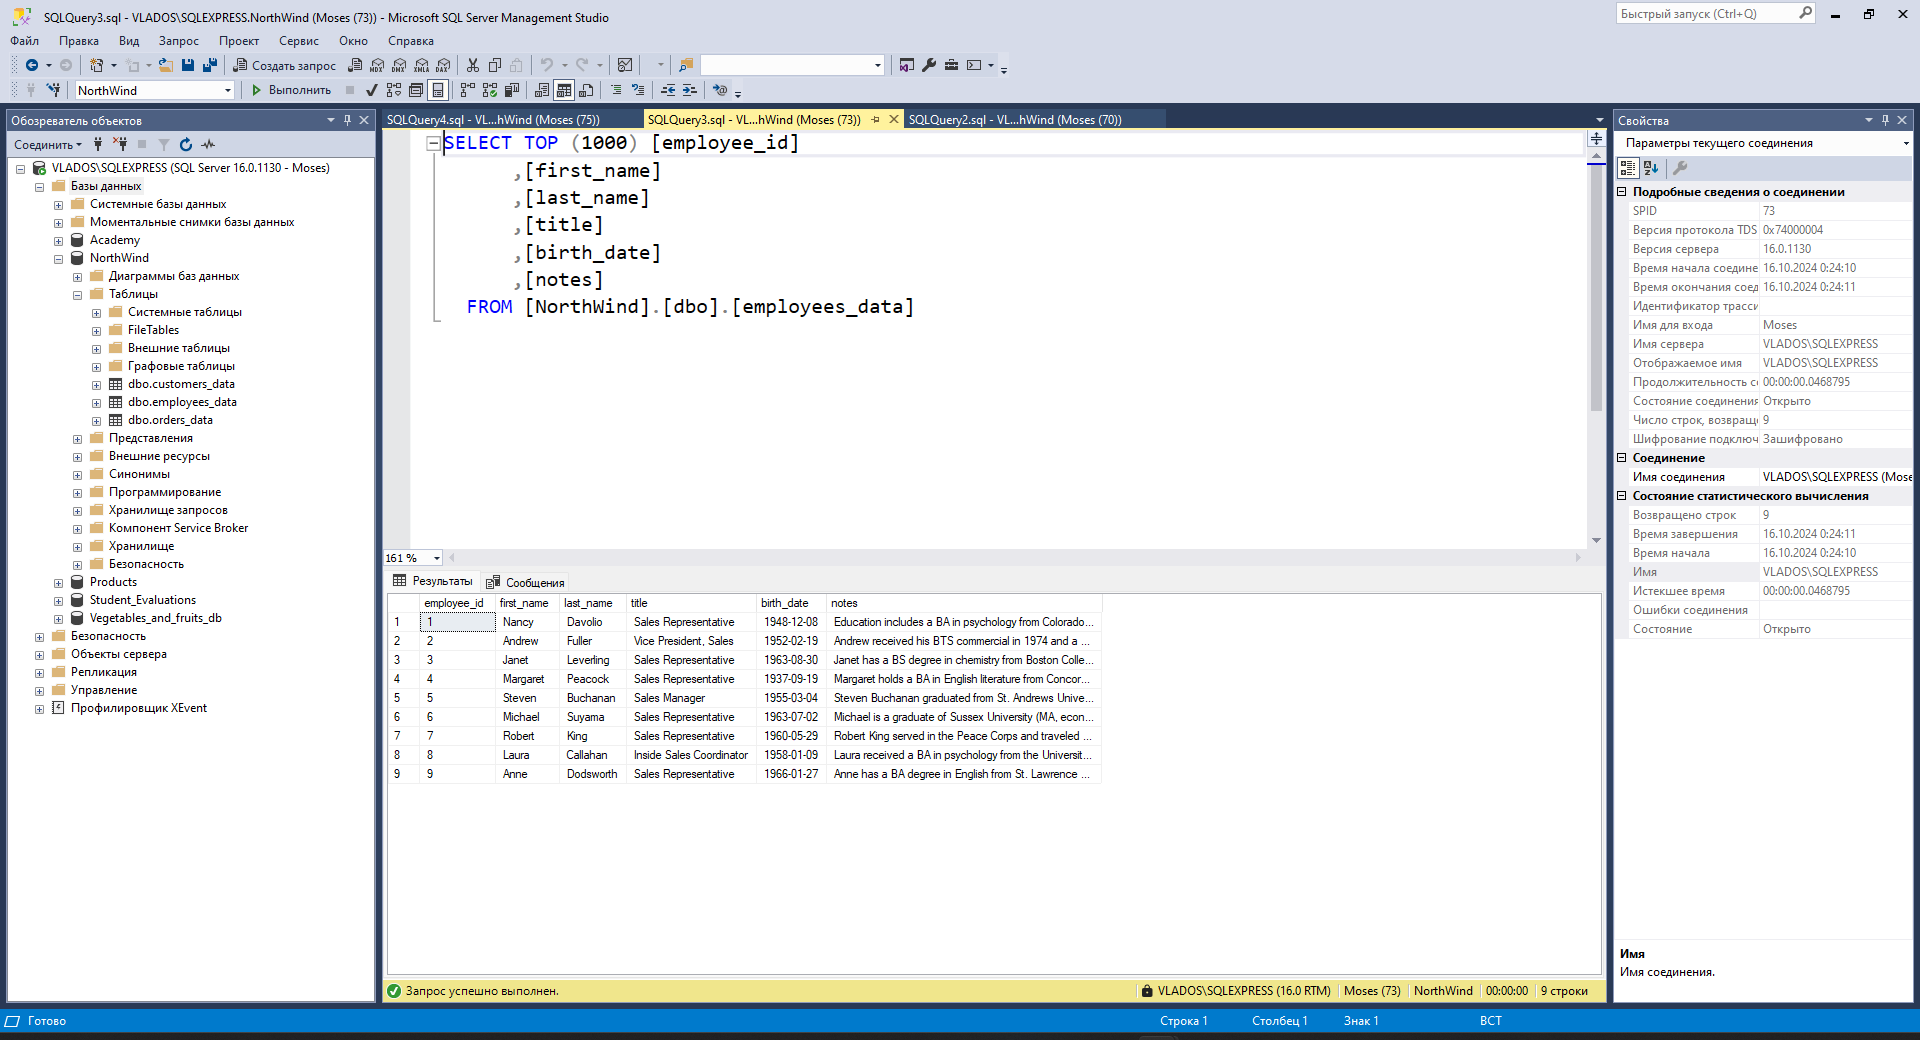 SQLQuery3.sql - VLADOS\SQLEXPRESS.NorthWind (Moses (73)) - Microsoft SQL Server Management Studio
Быстрый запуск (Ctrl+Q)
Файл Правка Вид Запрос Проект Сервис Окно Справка
Создать запрос MDX DMX XMLA DAX
NorthWind Выполнить
Обозреватель объектов
Соединить
VLADOS\SQLEXPRESS (SQL Server 16.0.1130 - Moses)
Базы данных
Системные базы данных
Моментальные снимки базы данных
Academy
NorthWind
Диаграммы баз данных
Таблицы
Системные таблицы
FileTables
Внешние таблицы
Графовые таблицы
dbo.customers_data
dbo.employees_data
dbo.orders_data
Представления
Внешние ресурсы
Синонимы
Программирование
Хранилище запросов
Компонент Service Broker
Хранилище
Безопасность
Products
Student_Evaluations
Vegetables_and_fruits_db
Безопасность
Объекты сервера
Репликация
Управление
Профилировщик XEvent
SQLQuery4.sql - VL...hWind (Moses (75)) SQLQuery3.sql - VL...hWind (Moses (73)) SQLQuery2.sql - VL...hWind (Moses (70))
SELECT TOP (1000) [employee_id]
,[first_name]
,[last_name]
,[title]
,[birth_date]
,[notes]
FROM [NorthWind].[dbo].[employees_data]
161 %
Результаты Сообщения
employee_id first_name last_name title birth_date notes
1 1 Nancy Davolio Sales Representative 1948-12-08 Education includes a BA in psychology from Colorado...
2 2 Andrew Fuller Vice President, Sales 1952-02-19 Andrew received his BTS commercial in 1974 and a ...
3 3 Janet Leverling Sales Representative 1963-08-30 Janet has a BS degree in chemistry from Boston Colle...
4 4 Margaret Peacock Sales Representative 1937-09-19 Margaret holds a BA in English literature from Concor...
5 5 Steven Buchanan Sales Manager 1955-03-04 Steven Buchanan graduated from St. Andrews Unive...
6 6 Michael Suyama Sales Representative 1963-07-02 Michael is a graduate of Sussex University (MA, econ...
7 7 Robert King Sales Representative 1960-05-29 Robert King served in the Peace Corps and traveled ...
8 8 Laura Callahan Inside Sales Coordinator 1958-01-09 Laura received a BA in psychology from the Universit...
9 9 Anne Dodsworth Sales Representative 1966-01-27 Anne has a BA degree in English from St. Lawrence ...
Запрос успешно выполнен.
VLADOS\SQLEXPRESS (16.0 RTM) Moses (73) NorthWind 00:00:00 9 строки
Свойства
Параметры текущего соединения
Подробные сведения о соединении
SPID 73
Версия протокола TDS 0x74000004
Версия сервера 16.0.1130
Время начала соедине 16.10.2024 0:24:10
Время окончания соед 16.10.2024 0:24:11
Идентификатор трасси
Имя для входа Moses
Имя сервера VLADOS\SQLEXPRESS
Отображаемое имя VLADOS\SQLEXPRESS
Продолжительность со 00:00:00.0468795
Состояние соединения Открыто
Число строк, возвраще 9
Шифрование подключ Зашифровано
Соединение
Имя соединения VLADOS\SQLEXPRESS (Mose
Состояние статистического вычисления
Возвращено строк 9
Время завершения 16.10.2024 0:24:11
Время начала 16.10.2024 0:24:10
Имя VLADOS\SQLEXPRESS
Истекшее время 00:00:00.0468795
Ошибки соединения
Состояние Открыто
Имя
Имя соединения.
Готово Строка 1 Столбец 1 Знак 1 ВСТ